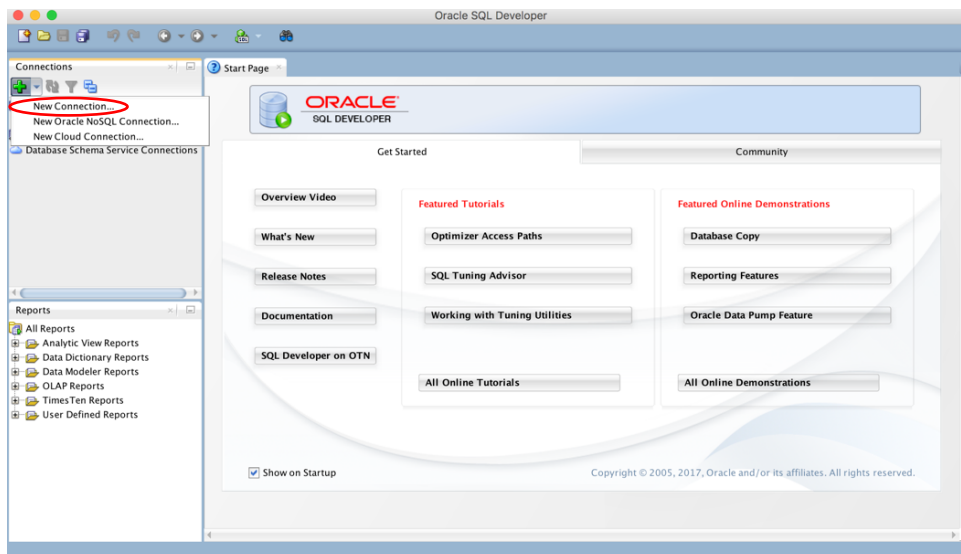 Oracle SQL Developer
Connections
New Connection...
New Oracle NoSQL Connection...
New Cloud Connection...
Database Schema Service Connections
Reports
All Reports
Analytic View Reports
Data Dictionary Reports
Data Modeler Reports
OLAP Reports
TimesTen Reports
User Defined Reports
Start Page
ORACLE
SQL DEVELOPER
Get Started
Community
Overview Video
What's New
Release Notes
Documentation
SQL Developer on OTN
Featured Tutorials
Optimizer Access Paths
SQL Tuning Advisor
Working with Tuning Utilities
All Online Tutorials
Featured Online Demonstrations
Database Copy
Reporting Features
Oracle Data Pump Feature
All Online Demonstrations
Show on Startup
Copyright © 2005, 2017, Oracle and/or its affiliates. All rights reserved.